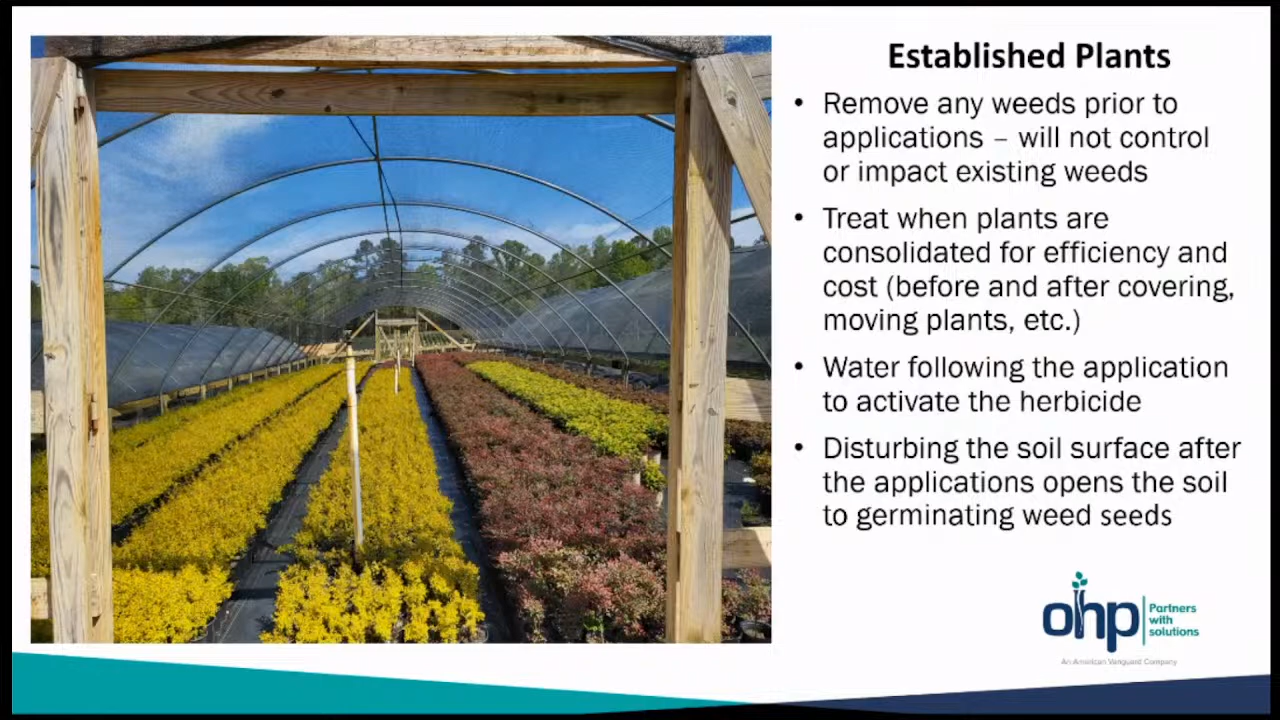 Established Plants
• Remove any weeds prior to
applications – will not control
or impact existing weeds
• Treat when plants are
consolidated for efficiency and
cost (before and after covering,
moving plants, etc.)
• Water following the application
to activate the herbicide
• Disturbing the soil surface after
the applications opens the soil
to germinating weed seeds
ohp
Partners
with
solutions
An American Vanguard Company